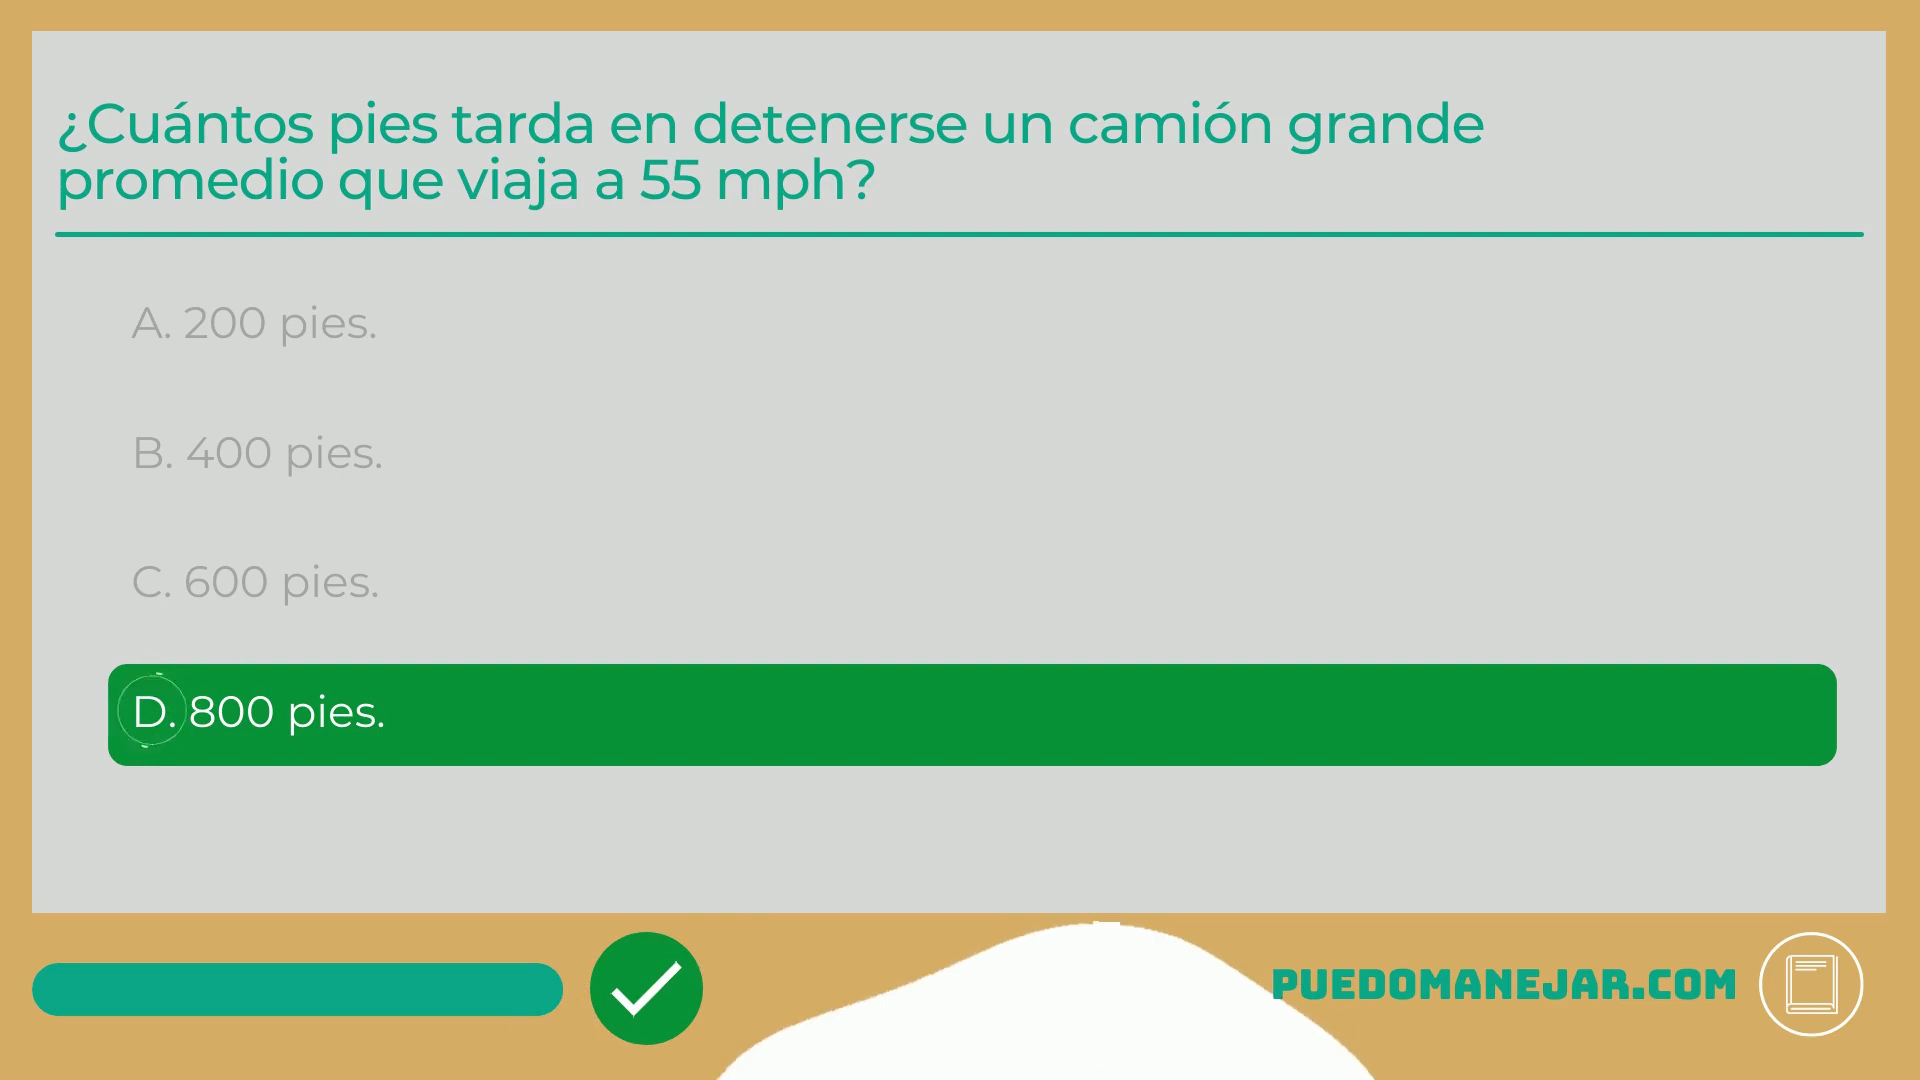 ¿Cuántos pies tarda en detenerse un camión grande
promedio que viaja a 55 mph?
A. 200 pies.
B. 400 pies.
C. 600 pies.
D. 800 pies.
PUEDOMANEJAR.COM